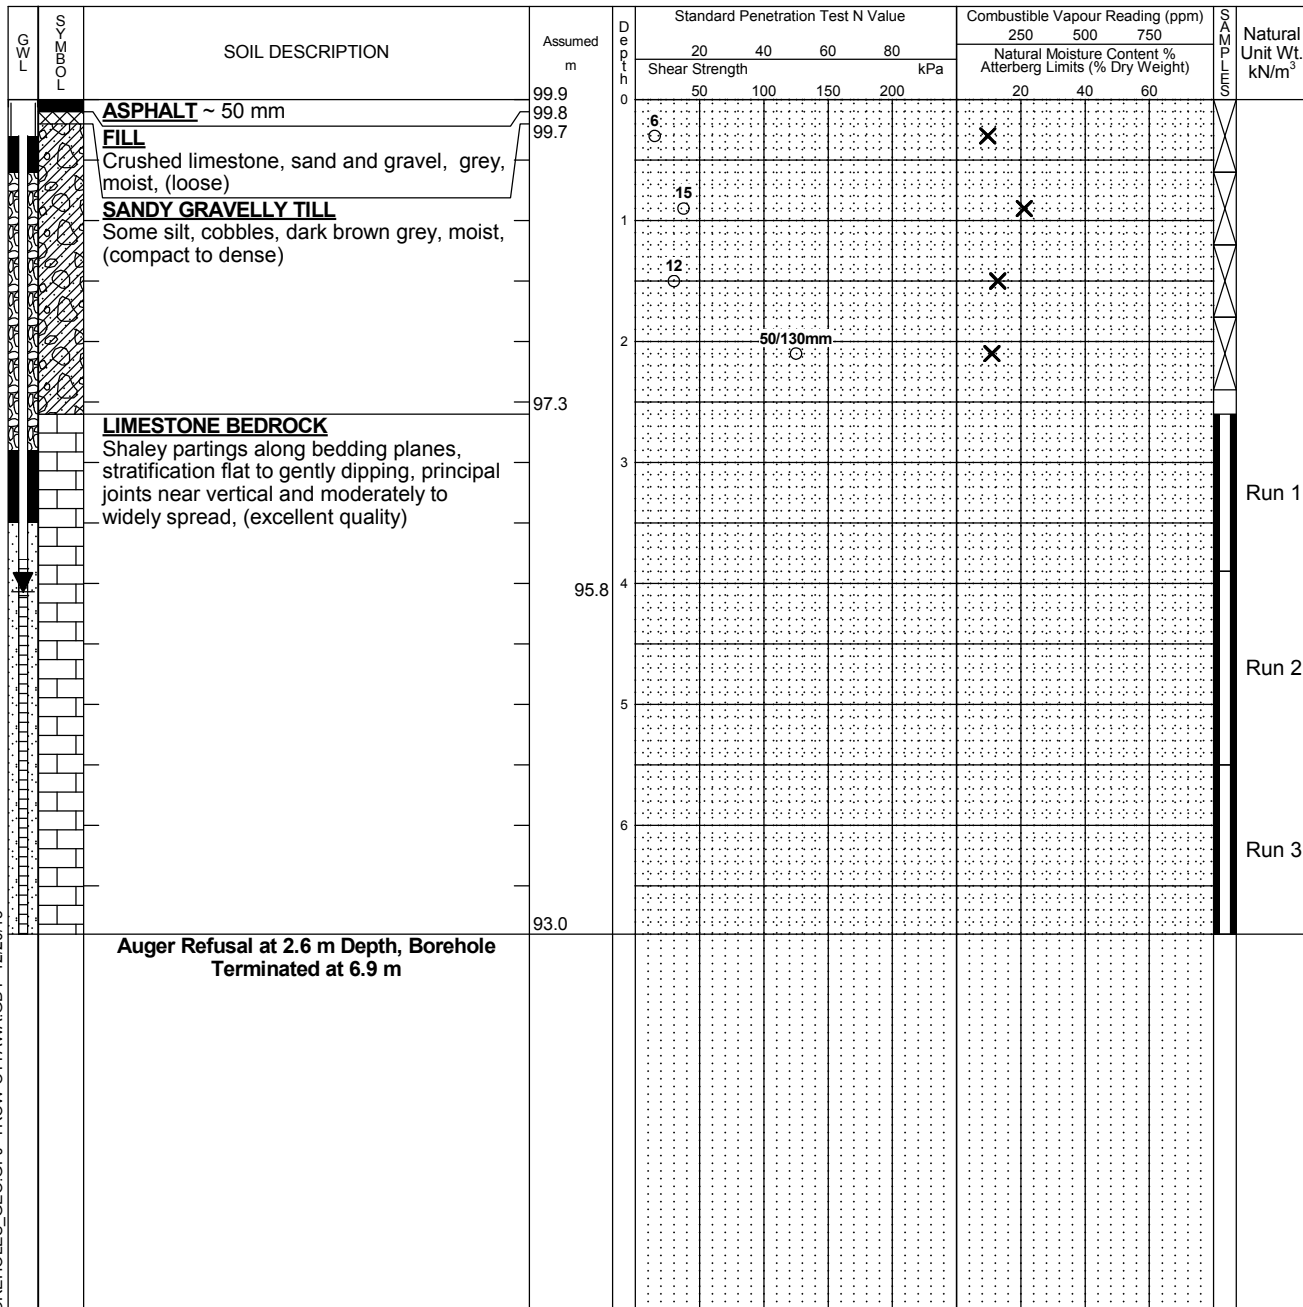 GWL
SYMBOL
SOIL DESCRIPTION
Assumed
m
Depth
Standard Penetration Test N Value
20 40 60 80
Shear Strength kPa
50 100 150 200
Combustible Vapour Reading (ppm)
250 500 750
Natural Moisture Content %
Atterberg Limits (% Dry Weight)
20 40 60
SAMPLES
Natural
Unit Wt.
kN/m³
99.9
0
ASPHALT ~ 50 mm
99.8
FILL
99.7
Crushed limestone, sand and gravel, grey,
moist, (loose)
6
SANDY GRAVELLY TILL
Some silt, cobbles, dark brown grey, moist,
(compact to dense)
15
1
12
2
50/130mm
97.3
LIMESTONE BEDROCK
Shaley partings along bedding planes,
stratification flat to gently dipping, principal
joints near vertical and moderately to
widely spread, (excellent quality)
3
Run 1
95.8
4
Run 2
5
6
Run 3
93.0
Auger Refusal at 2.6 m Depth, Borehole
Terminated at 6.9 m